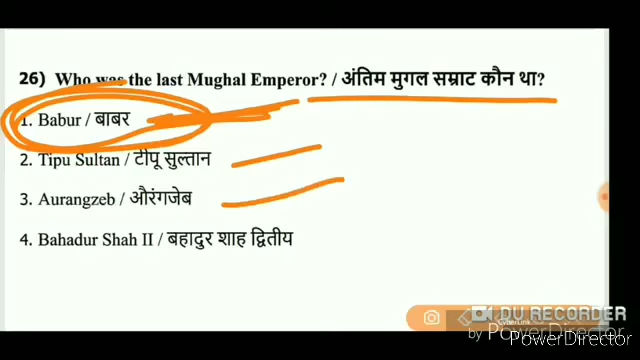 26) Who was the last Mughal Emperor? / अंतिम मुगल सम्राट कौन था?
1. Babur / बाबर
2. Tipu Sultan / टीपू सुल्तान
3. Aurangzeb / औरंगजेब
4. Bahadur Shah II / बहादुर शाह द्वितीय
DU RECORDER
CyberLink
by PowerDirector
PowerDirector